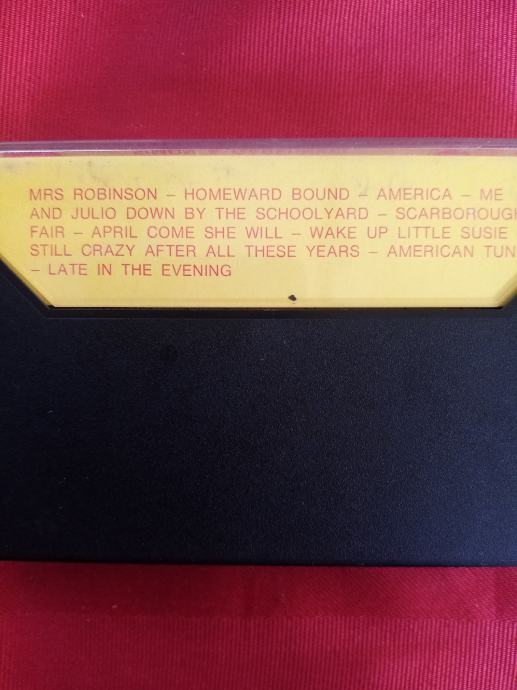 MRS ROBINSON – HOMEWARD BOUND – AMERICA – ME
AND JULIO DOWN BY THE SCHOOLYARD – SCARBOROUGH
FAIR – APRIL COME SHE WILL – WAKE UP LITTLE SUSIE
STILL CRAZY AFTER ALL THESE YEARS – AMERICAN TUN
– LATE IN THE EVENING